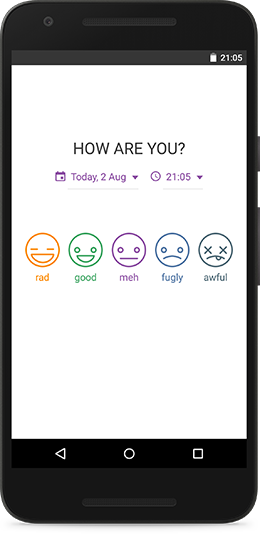 21:05
HOW ARE YOU?
Today, 2 Aug 21:05
rad good meh fugly awful